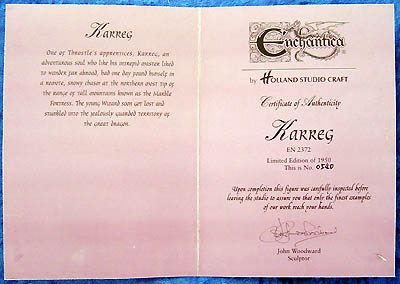 Karreg
One of Throstle's apprentices, Karreg, an
adventurous soul who like his intrepid master liked
to wander far abroad, had one day found himself in
a remote, snowy chaser at the northern most tip of
the range of tall mountains known as the Marble
Fortress. The young Wizard soon got lost and
stumbled into the jealously guarded territory of
the great dragon.
Enchantica
by HOLLAND STUDIO CRAFT
Certificate of Authenticity
Karreg
EN 2372
Limited Edition of 1950
This is No. 0520
Upon completion this figure was carefully inspected before
leaving the studio to assure you that only the finest examples
of our work reach your hands.
John Woodward
Sculptor